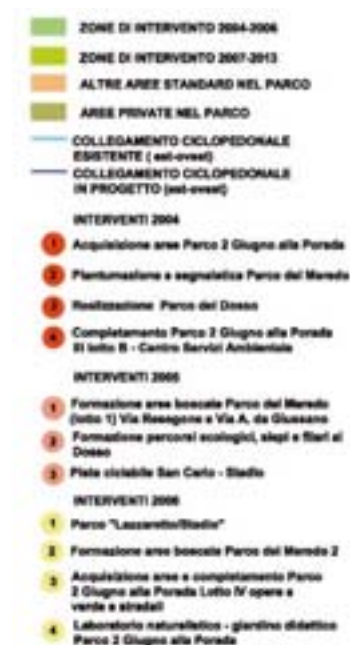 ZONE DI INTERVENTO 2004-2006
ZONE DI INTERVENTO 2007-2013
ALTRE AREE STANDARD NEL PARCO
AREE PRIVATE NEL PARCO
COLLEGAMENTO CICLOPEDONALE
ESISTENTE ( est-ovest)
COLLEGAMENTO CICLOPEDONALE
IN PROGETTO (est-ovest)
INTERVENTI 2004
1 Acquisizione aree Parco 2 Giugno alla Porada
2 Piantumazione e segnaletica Parco del Meredo
3 Realizzazione Parco del Dosso
4 Completamento Parco 2 Giugno alla Porada
III lotto B - Centro Servizi Ambientale
INTERVENTI 2005
1 Formazione aree boscate Parco del Meredo
(lotto 1) Via Resegone e Via A. da Giussano
2 Formazione percorsi ecologici, siepi e filari al
Dosso
3 Pista ciclabile San Carlo - Stadio
INTERVENTI 2006
1 Parco "Lazzaretto/Stadio"
2 Formazione aree boscate Parco del Meredo 2
3 Acquisizione aree e completamento Parco
2 Giugno alla Porada Lotto IV opere a
verde e stradali
4 Laboratorio naturalistico - giardino didattico
Parco 2 Giugno alla Porada